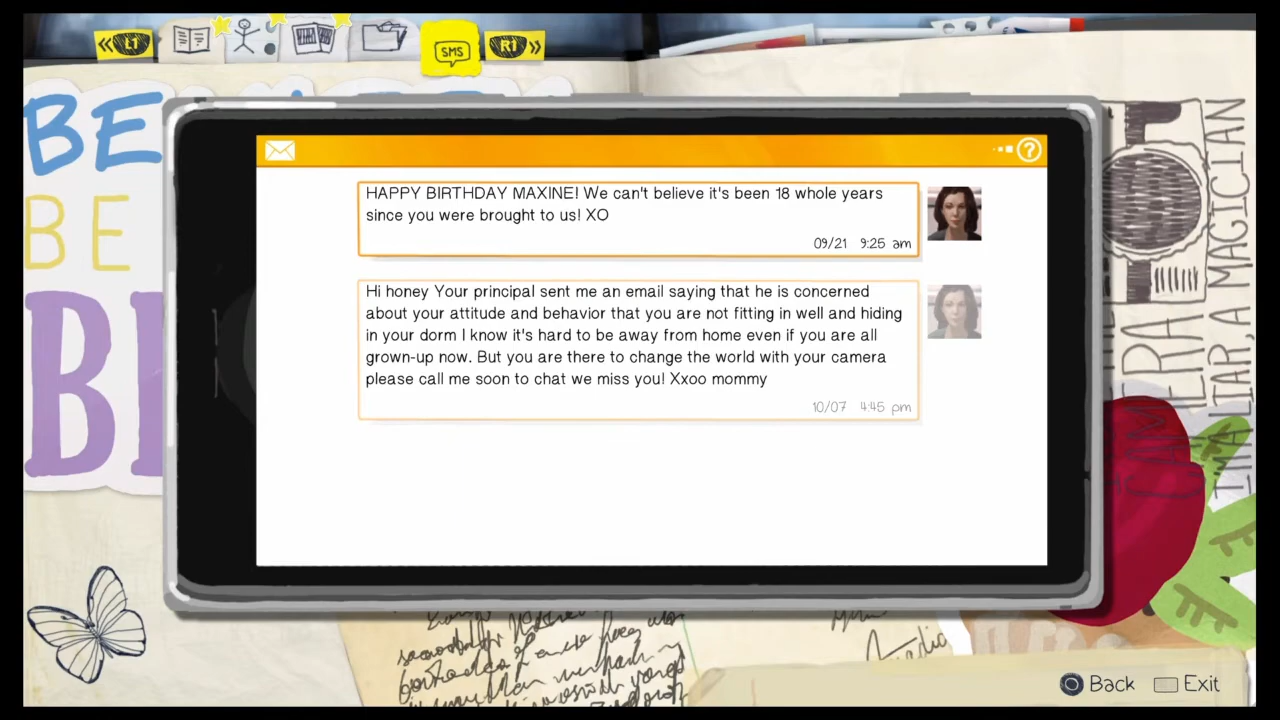 L1
SMS
R1
BE
BE
HAPPY BIRTHDAY MAXINE! We can't believe it's been 18 whole years
since you were brought to us! XO
09/21 9:25 am
Hi honey Your principal sent me an email saying that he is concerned
about your attitude and behavior that you are not fitting in well and hiding
in your dorm I know it's hard to be away from home even if you are all
grown-up now. But you are there to change the world with your camera
please call me soon to chat we miss you! Xxoo mommy
10/07 4:45 pm
?
I'M A LIAR, A MAGICIAN
Back
Exit